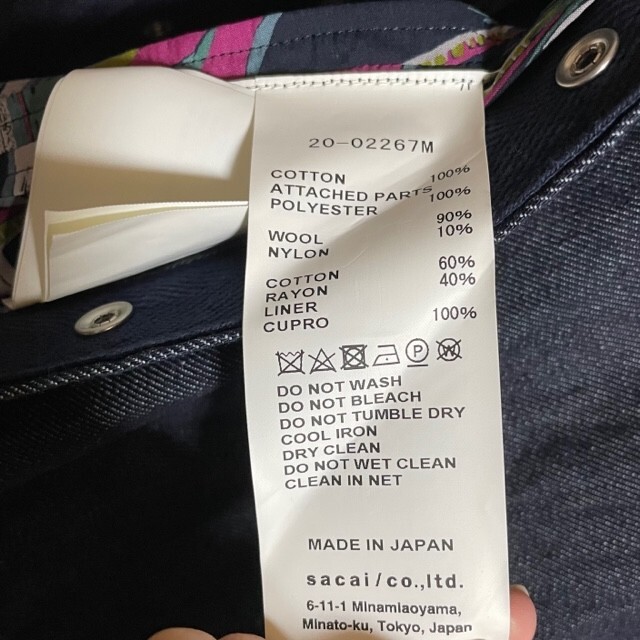 20-02267M
COTTON 100%
ATTACHED PARTS
POLYESTER 100%
WOOL 90%
NYLON 10%
COTTON 60%
RAYON 40%
LINER
CUPRO 100%
DO NOT WASH
DO NOT BLEACH
DO NOT TUMBLE DRY
COOL IRON
DRY CLEAN
DO NOT WET CLEAN
CLEAN IN NET
MADE IN JAPAN
sacai/co.,ltd.
6-11-1 Minamiaoyama,
Minato-ku, Tokyo, Japan